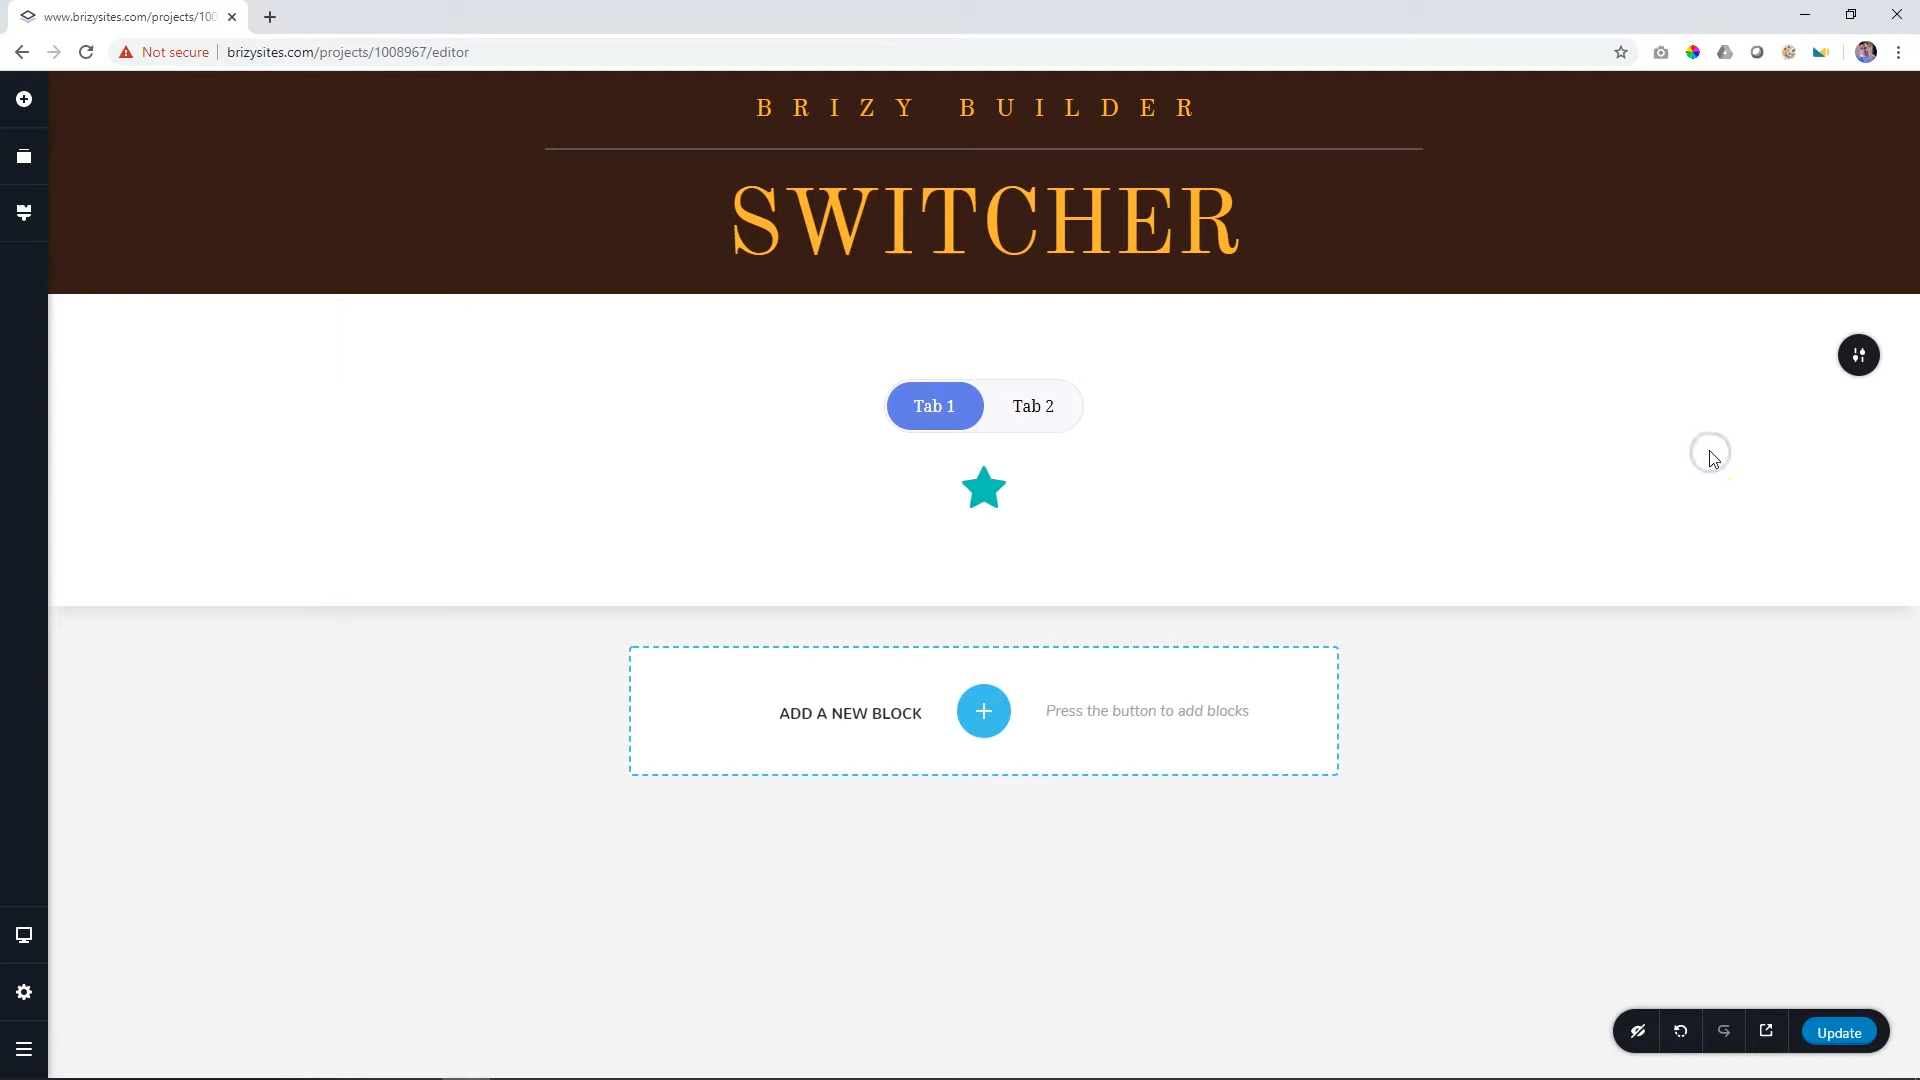 www.brizysites.com/projects/100
Not secure
brizysites.com/projects/1008967/editor
BRIZY BUILDER
SWITCHER
Tab 1
Tab 2
ADD A NEW BLOCK
Press the button to add blocks
Update